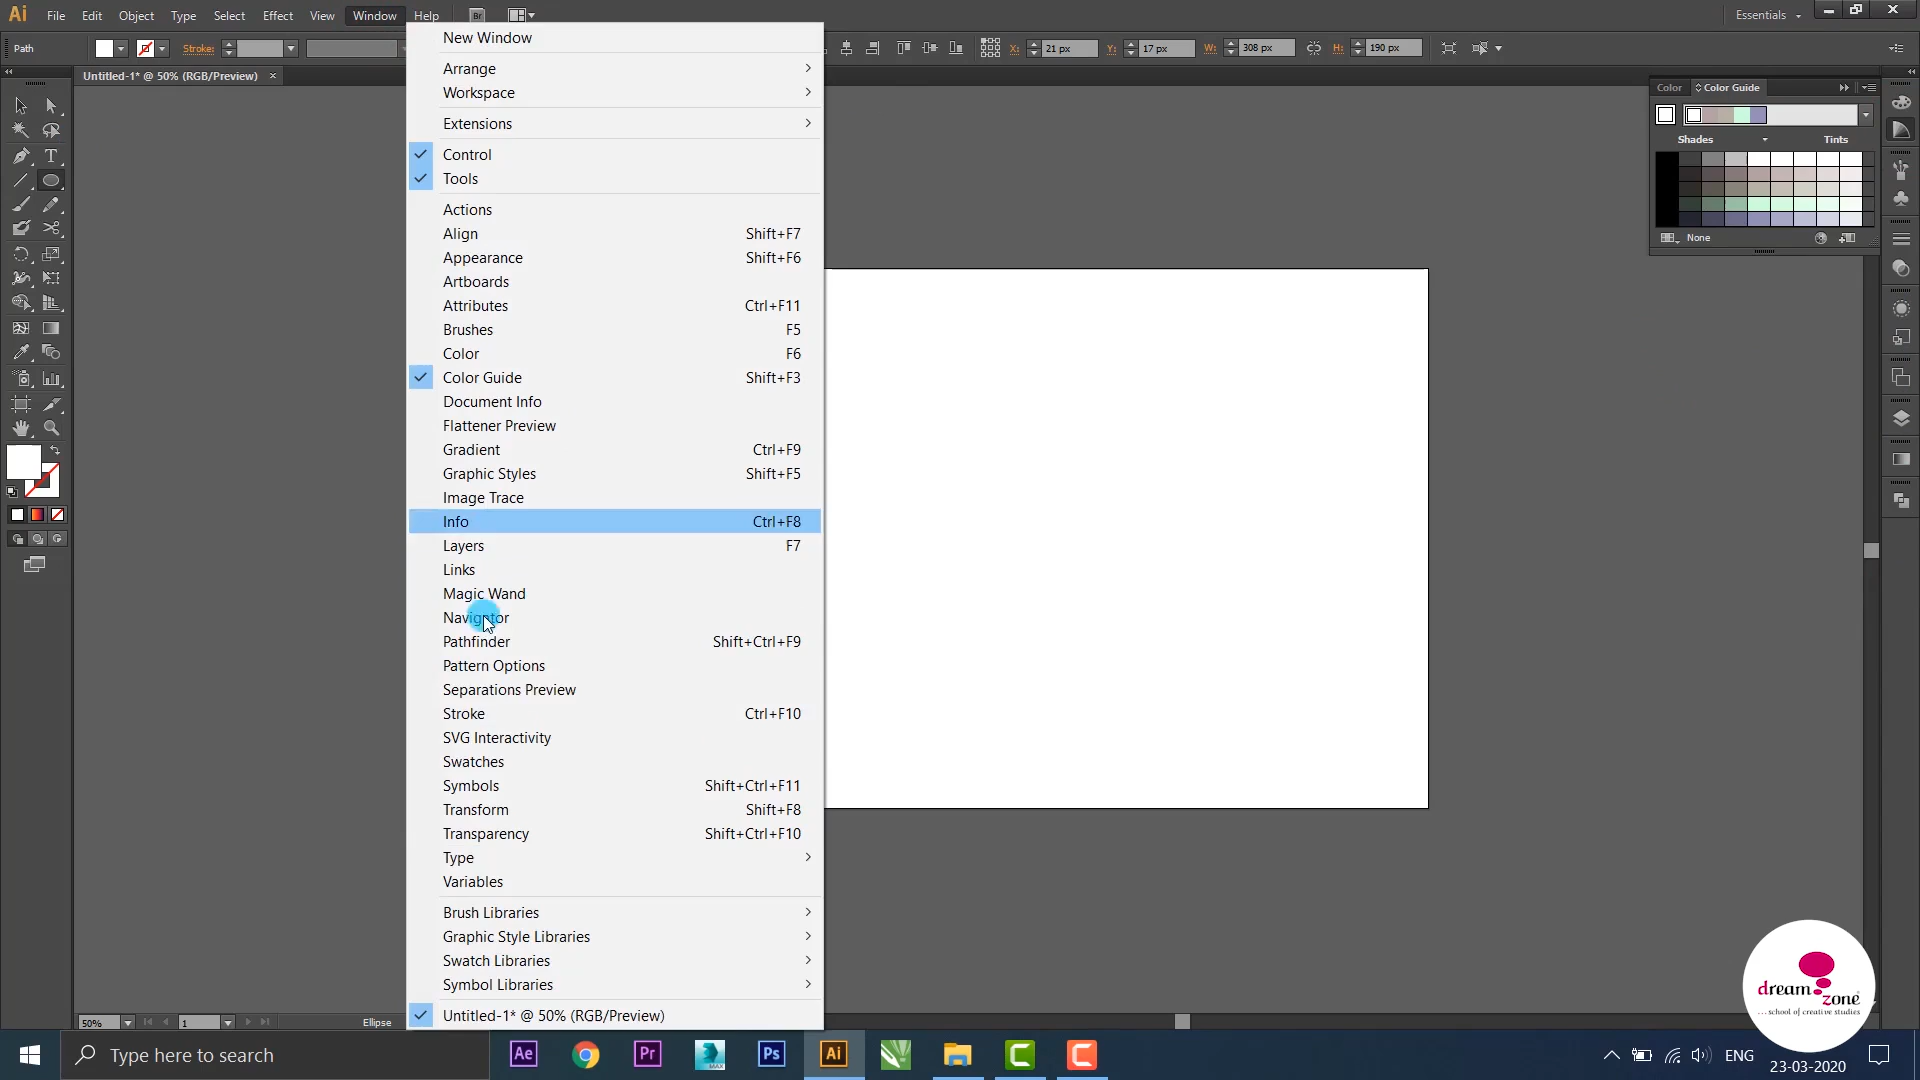 Ai File Edit Object Type Select Effect View Window Help Br Essentials
Path Stroke: X: 21 px Y: 17 px W: 308 px H: 190 px
Untitled-1* @ 50% (RGB/Preview) ×
Color Color Guide
Shades Tints
None
New Window
Arrange
Workspace
Extensions
Control
Tools
Actions
Align Shift+F7
Appearance Shift+F6
Artboards
Attributes Ctrl+F11
Brushes F5
Color F6
Color Guide Shift+F3
Document Info
Flattener Preview
Gradient Ctrl+F9
Graphic Styles Shift+F5
Image Trace
Info Ctrl+F8
Layers F7
Links
Magic Wand
Navigator
Pathfinder Shift+Ctrl+F9
Pattern Options
Separations Preview
Stroke Ctrl+F10
SVG Interactivity
Swatches
Symbols Shift+Ctrl+F11
Transform Shift+F8
Transparency Shift+Ctrl+F10
Type
Variables
Brush Libraries
Graphic Style Libraries
Swatch Libraries
Symbol Libraries
Untitled-1* @ 50% (RGB/Preview)
50% 1 Ellipse
dream zone
...school of creative studies
Type here to search Ae Pr MAX Ps Ai ENG
23-03-2020